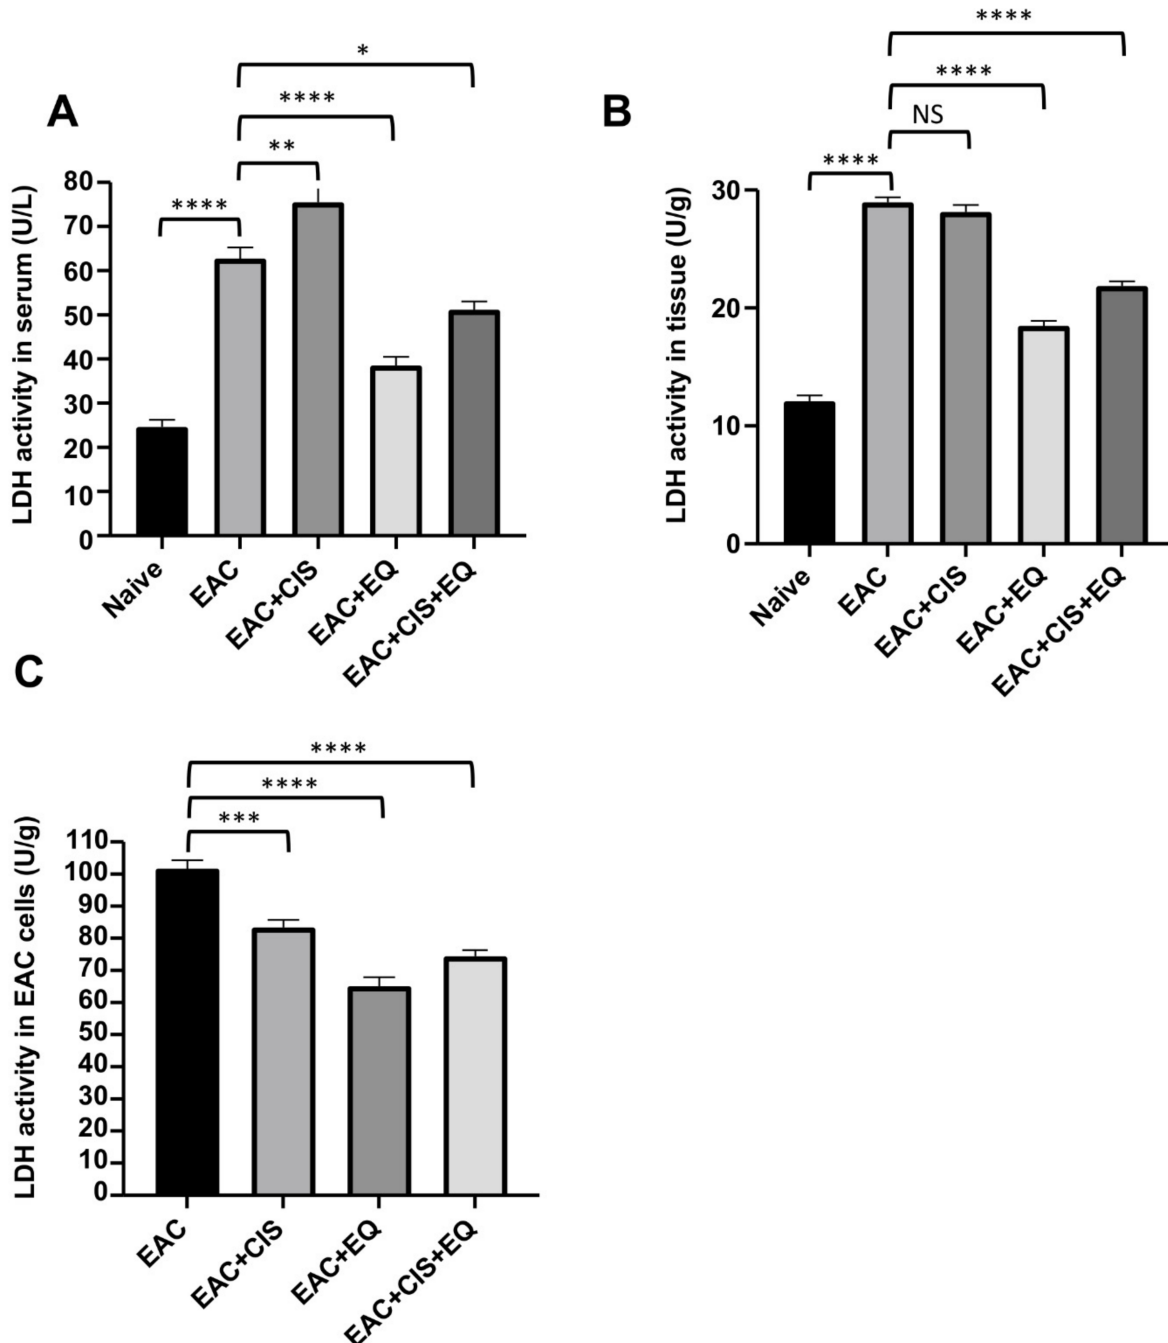 A
*
****
**
****
LDH activity in serum (U/L)
80
70
60
50
40
30
20
10
0
Naive
EAC
EAC+CIS
EAC+EQ
EAC+CIS+EQ
B
****
****
NS
****
LDH activity in tissue (U/g)
30
20
10
0
Naive
EAC
EAC+CIS
EAC+EQ
EAC+CIS+EQ
C
****
****
***
LDH activity in EAC cells (U/g)
110
100
90
80
70
60
50
40
30
20
10
0
EAC
EAC+CIS
EAC+EQ
EAC+CIS+EQ